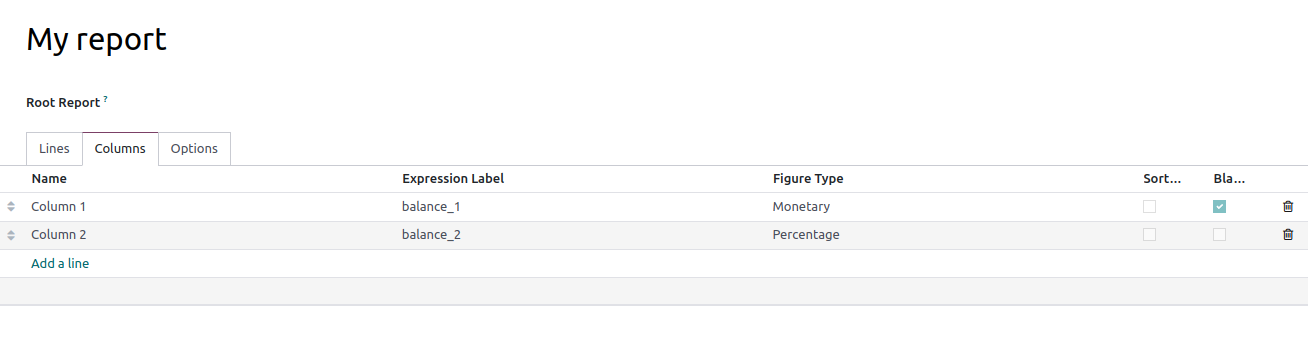 My report
Root Report ?
Lines Columns Options
Name Expression Label Figure Type Sort... Bla...
Column 1 balance_1 Monetary
Column 2 balance_2 Percentage
Add a line